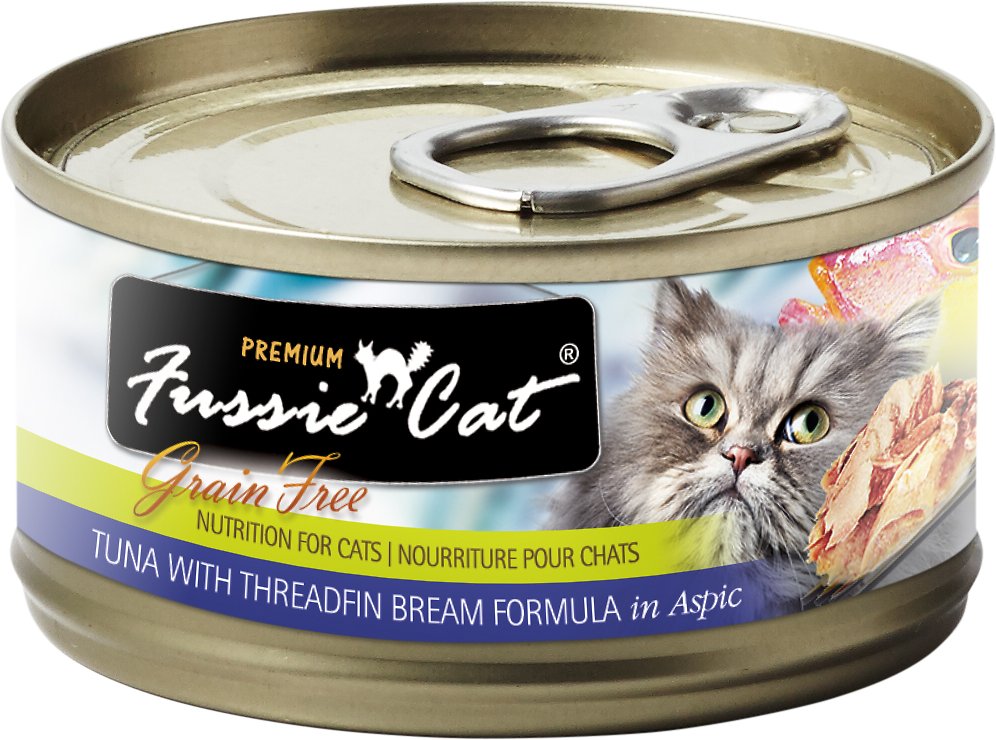 PREMIUM
Fussie Cat ®
Grain Free
NUTRITION FOR CATS | NOURRITURE POUR CHATS
TUNA WITH THREADFIN BREAM FORMULA in Aspic